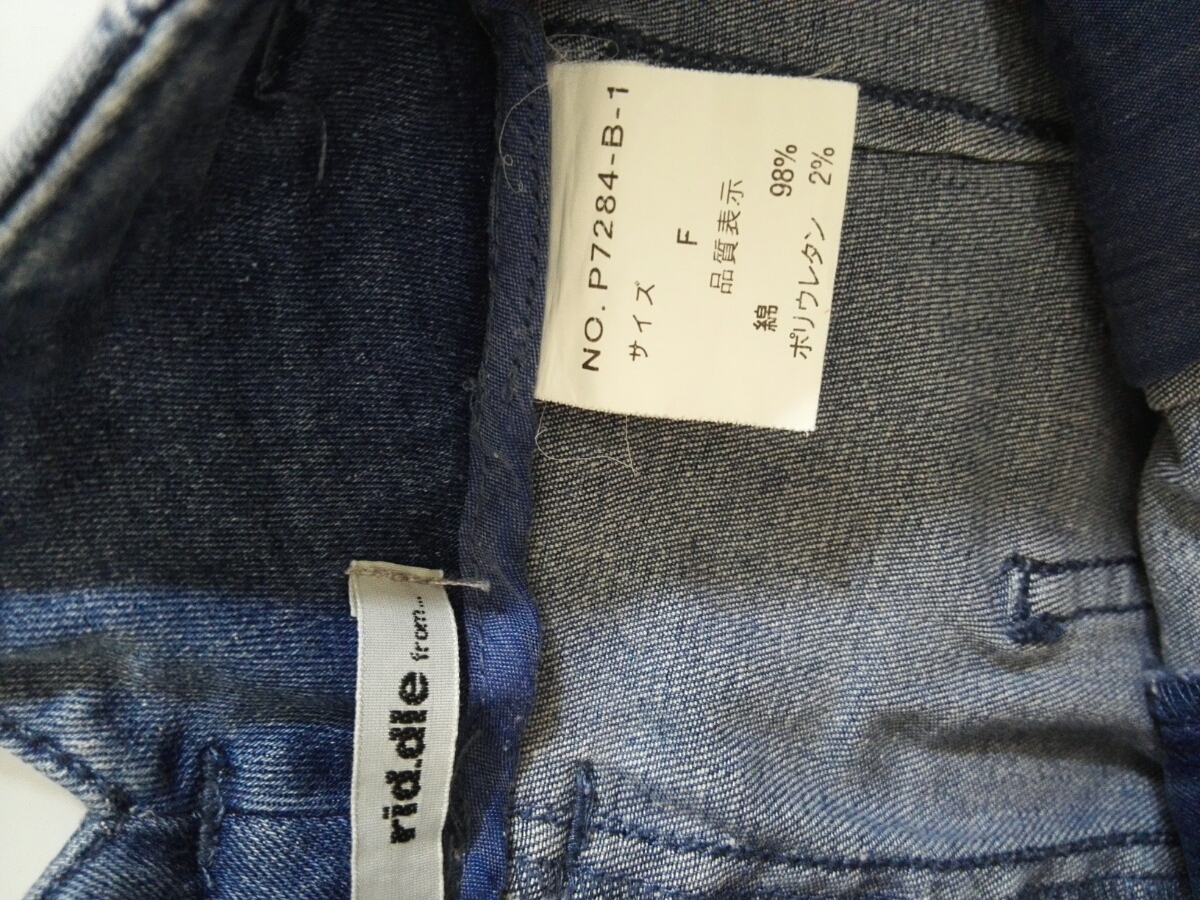 NO. P7284-B-1
サイズ
F
品質表示
綿 98%
ポリウレタン 2%
rïd.dle from...